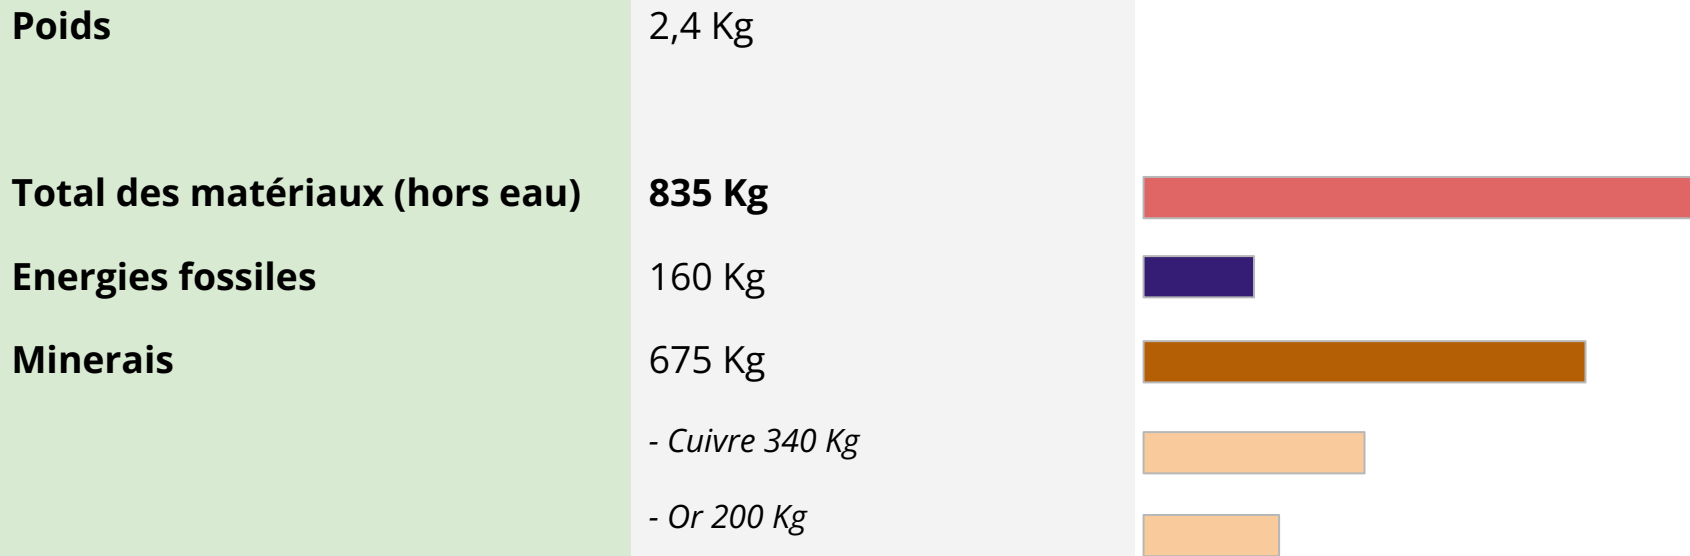 Poids 2,4 Kg
Total des matériaux (hors eau) 835 Kg
Energies fossiles 160 Kg
Minerais 675 Kg
- Cuivre 340 Kg
- Or 200 Kg